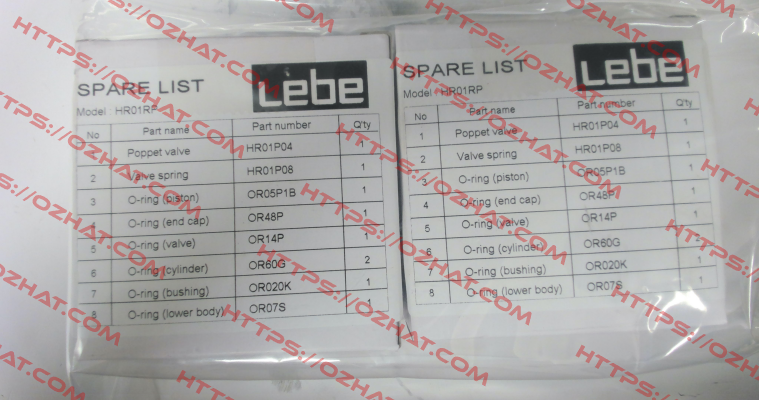 SPARE LIST
Lebe
Model HR01RP
No Part name Part number Q'ty
Poppet valve HR01P04 1
2 Valve spring HR01P08 1
O-ring (piston) OR05P1B 1
4 O-ring (end cap) OR48P 1
5 O-ring (valve) OR14P 1
6 O-ring (cylinder) OR60G 2
7 O-ring (bushing) OR020K 1
8 O-ring (lower body) OR07S 1
SPARE LIST
Lebe
Model HR01RP
No Part name Part number Q'ty
1 Poppet valve HR01P04 1
2 Valve spring HR01P08 1
3 O-ring (piston) OR05P1B 1
4 O-ring (end cap) OR48P 1
5 O-ring (valve) OR14P 1
6 O-ring (cylinder) OR60G 2
7 O-ring (bushing) OR020K 1
8 O-ring (lower body) OR07S 1
HTTPS://OZHAT.COM